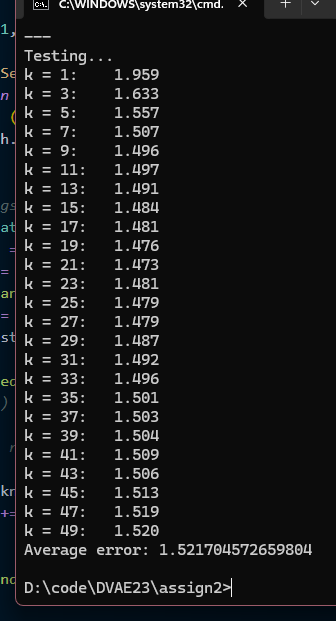 C:\WINDOWS\system32\cmd.
---
Testing...
k = 1: 1.959
k = 3: 1.633
k = 5: 1.557
k = 7: 1.507
k = 9: 1.496
k = 11: 1.497
k = 13: 1.491
k = 15: 1.484
k = 17: 1.481
k = 19: 1.476
k = 21: 1.473
k = 23: 1.481
k = 25: 1.479
k = 27: 1.479
k = 29: 1.487
k = 31: 1.492
k = 33: 1.496
k = 35: 1.501
k = 37: 1.503
k = 39: 1.504
k = 41: 1.509
k = 43: 1.506
k = 45: 1.513
k = 47: 1.519
k = 49: 1.520
Average error: 1.521704572659804
D:\code\DVAE23\assign2>